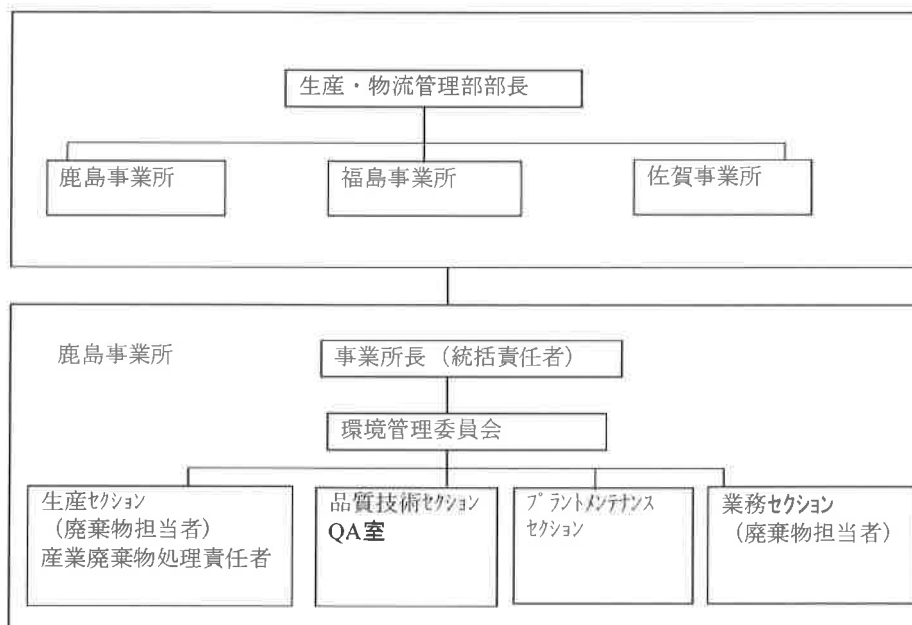 生産・物流管理部部長
鹿島事業所
福島事業所
佐賀事業所
鹿島事業所
事業所長（統括責任者）
環境管理委員会
生産ｾｸｼｮﾝ
（廃棄物担当者）
産業廃棄物処理責任者
品質技術ｾｸｼｮﾝ
QA室
ﾌﾟﾗﾝﾄﾒﾝﾃﾅﾝｽ
ｾｸｼｮﾝ
業務ｾｸｼｮﾝ
（廃棄物担当者）